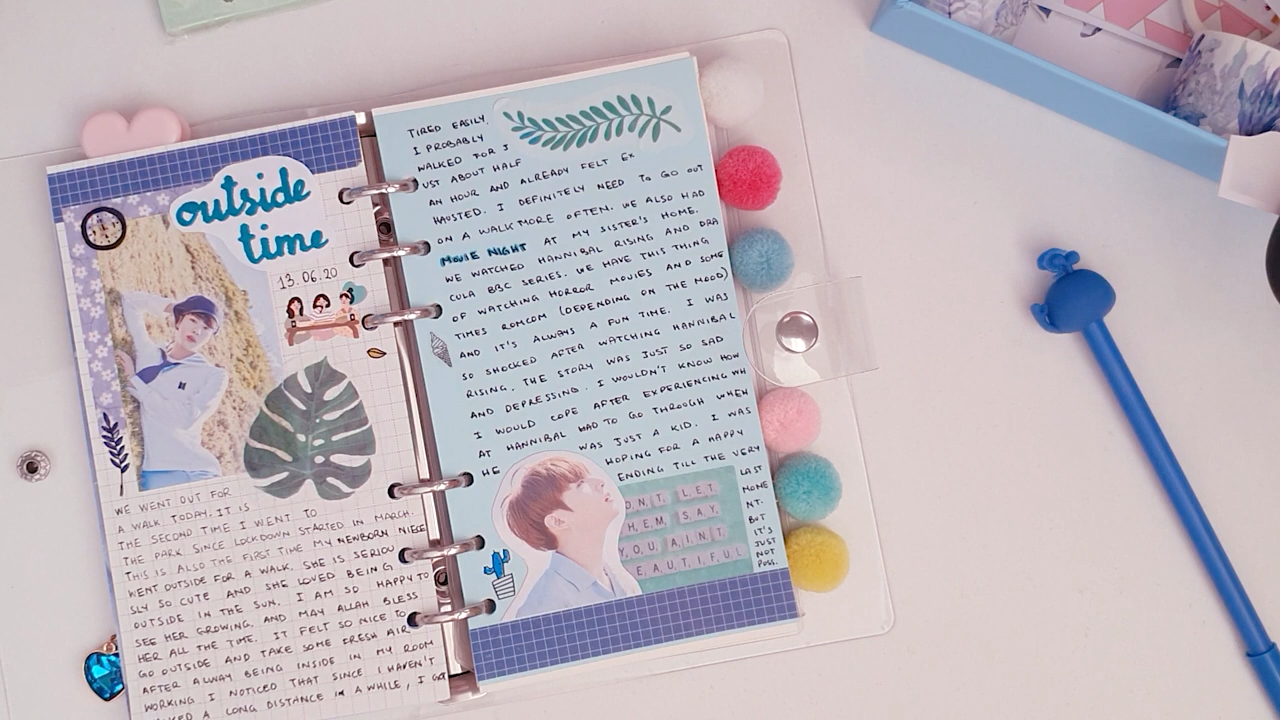 outside
time
13.06.20
WE WENT OUT FOR
A WALK TODAY. IT IS
THE SECOND TIME I WENT TO
THE PARK SINCE LOCKDOWN STARTED IN MARCH.
THIS IS ALSO THE FIRST TIME MY NEWBORN NIECE
WENT OUTSIDE FOR A WALK. SHE IS SERIOU
SLY SO CUTE AND SHE LOVED BEING
OUTSIDE IN THE SUN. I AM SO HAPPY TO
SEE HER GROWING AND MAY ALLAH BLESS
HER ALL THE TIME. IT FELT SO NICE TO
GO OUTSIDE AND TAKE SOME FRESH AIR
AFTER ALWAY BEING INSIDE IN MY ROOM
WORKING. I NOTICED THAT SINCE I HAVEN'T
A LONG DISTANCE IN A WHILE, I GOT
TIRED EASILY.
I PROBABLY
WALKED FOR J
UST ABOUT HALF
AN HOUR AND ALREADY FELT EX
HAUSTED. I DEFINITELY NEED TO GO OUT
ON A WALK MORE OFTEN. WE ALSO HAD
MOVIE NIGHT AT MY SISTER'S HOME.
WE WATCHED HANNIBAL RISING AND DRA
CULA BBC SERIES. WE HAVE THIS THING
OF WATCHING HORROR MOVIES AND SOME
TIMES ROMCOM (DEPENDING ON THE MOOD)
AND IT'S ALWAYS A FUN TIME. I WAS
SO SHOCKED AFTER WATCHING HANNIBAL
RISING. THE STORY WAS JUST SO SAD
AND DEPRESSING. I WOULDN'T KNOW HOW
I WOULD COPE AFTER EXPERIENCING WH
AT HANNIBAL HAD TO GO THROUGH WHEN
HE WAS JUST A KID. I WAS
HOPING FOR A HAPPY
ENDING TILL THE VERY
LAST
MOME
NT.
BUT
IT'S
JUST
NOT
POSS.
ON'T LET
HEM SAY
YOU AIN'T
EAUTIFUL